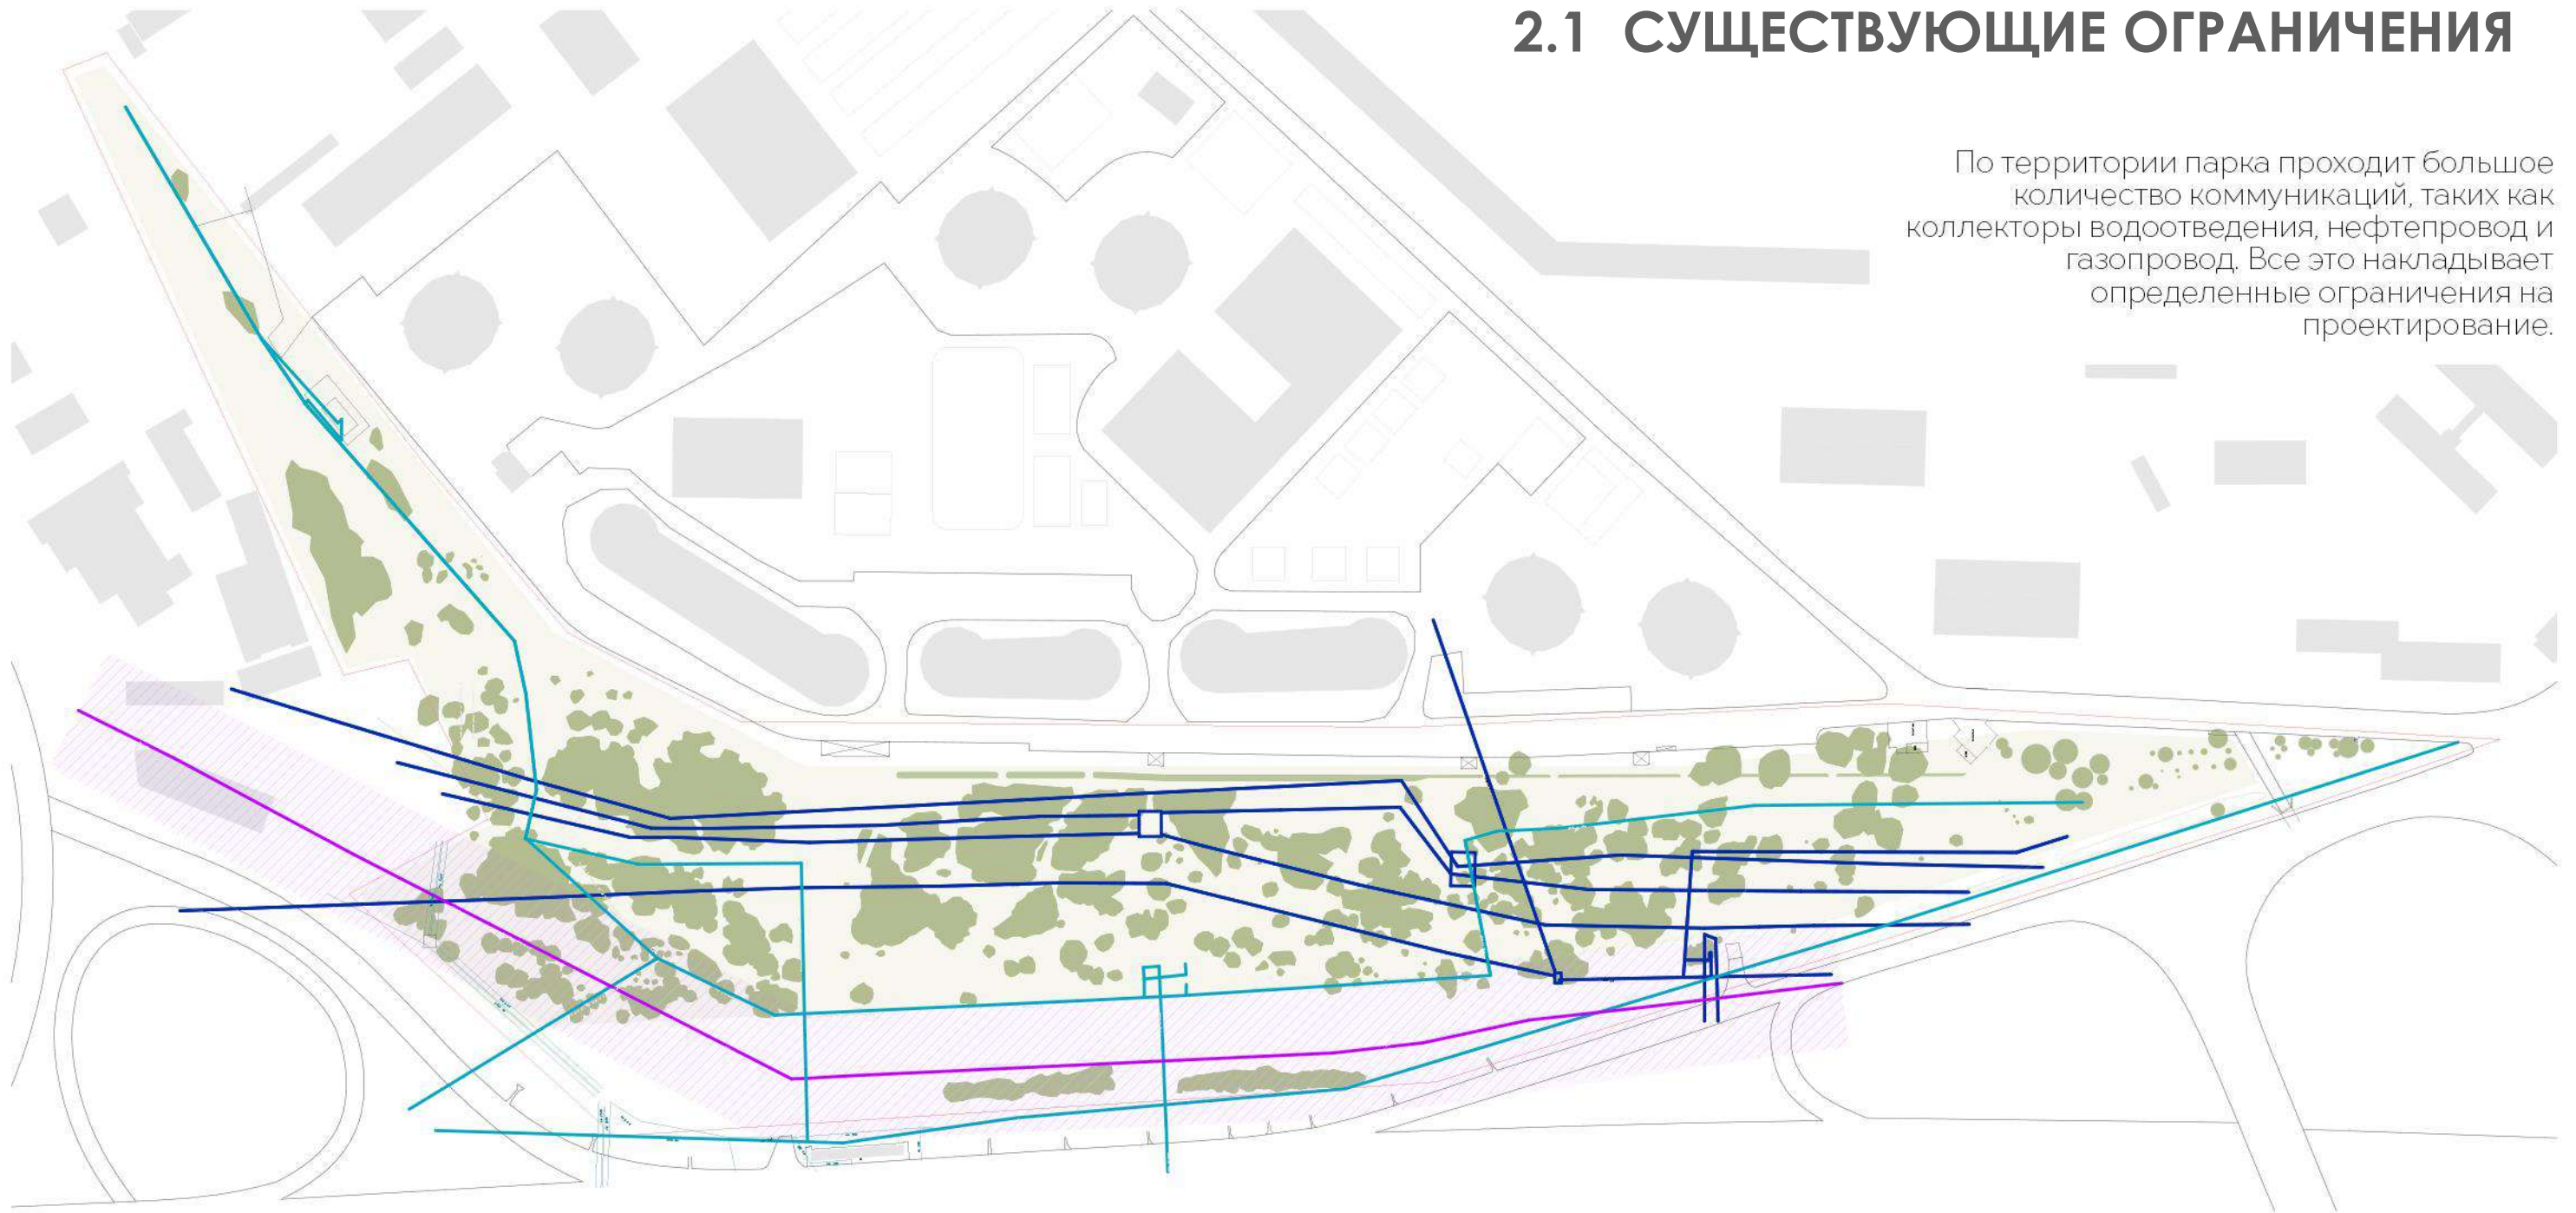 2.1 СУЩЕСТВУЮЩИЕ ОГРАНИЧЕНИЯ
По территории парка проходит большое
количество коммуникаций, таких как
коллекторы водоотведения, нефтепровод и
газопровод. Все это накладывает
определенные ограничения на
проектирование.